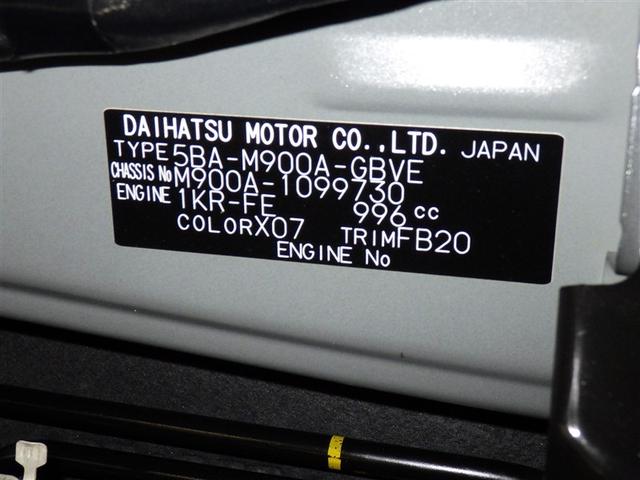 DAIHATSU MOTOR CO.,LTD. JAPAN
TYPE 5BA-M900A-GBVE
CHASSIS No M900A-1099730
ENGINE 1KR-FE 996 cc
COLOR X07 TRIM FB20
ENGINE No